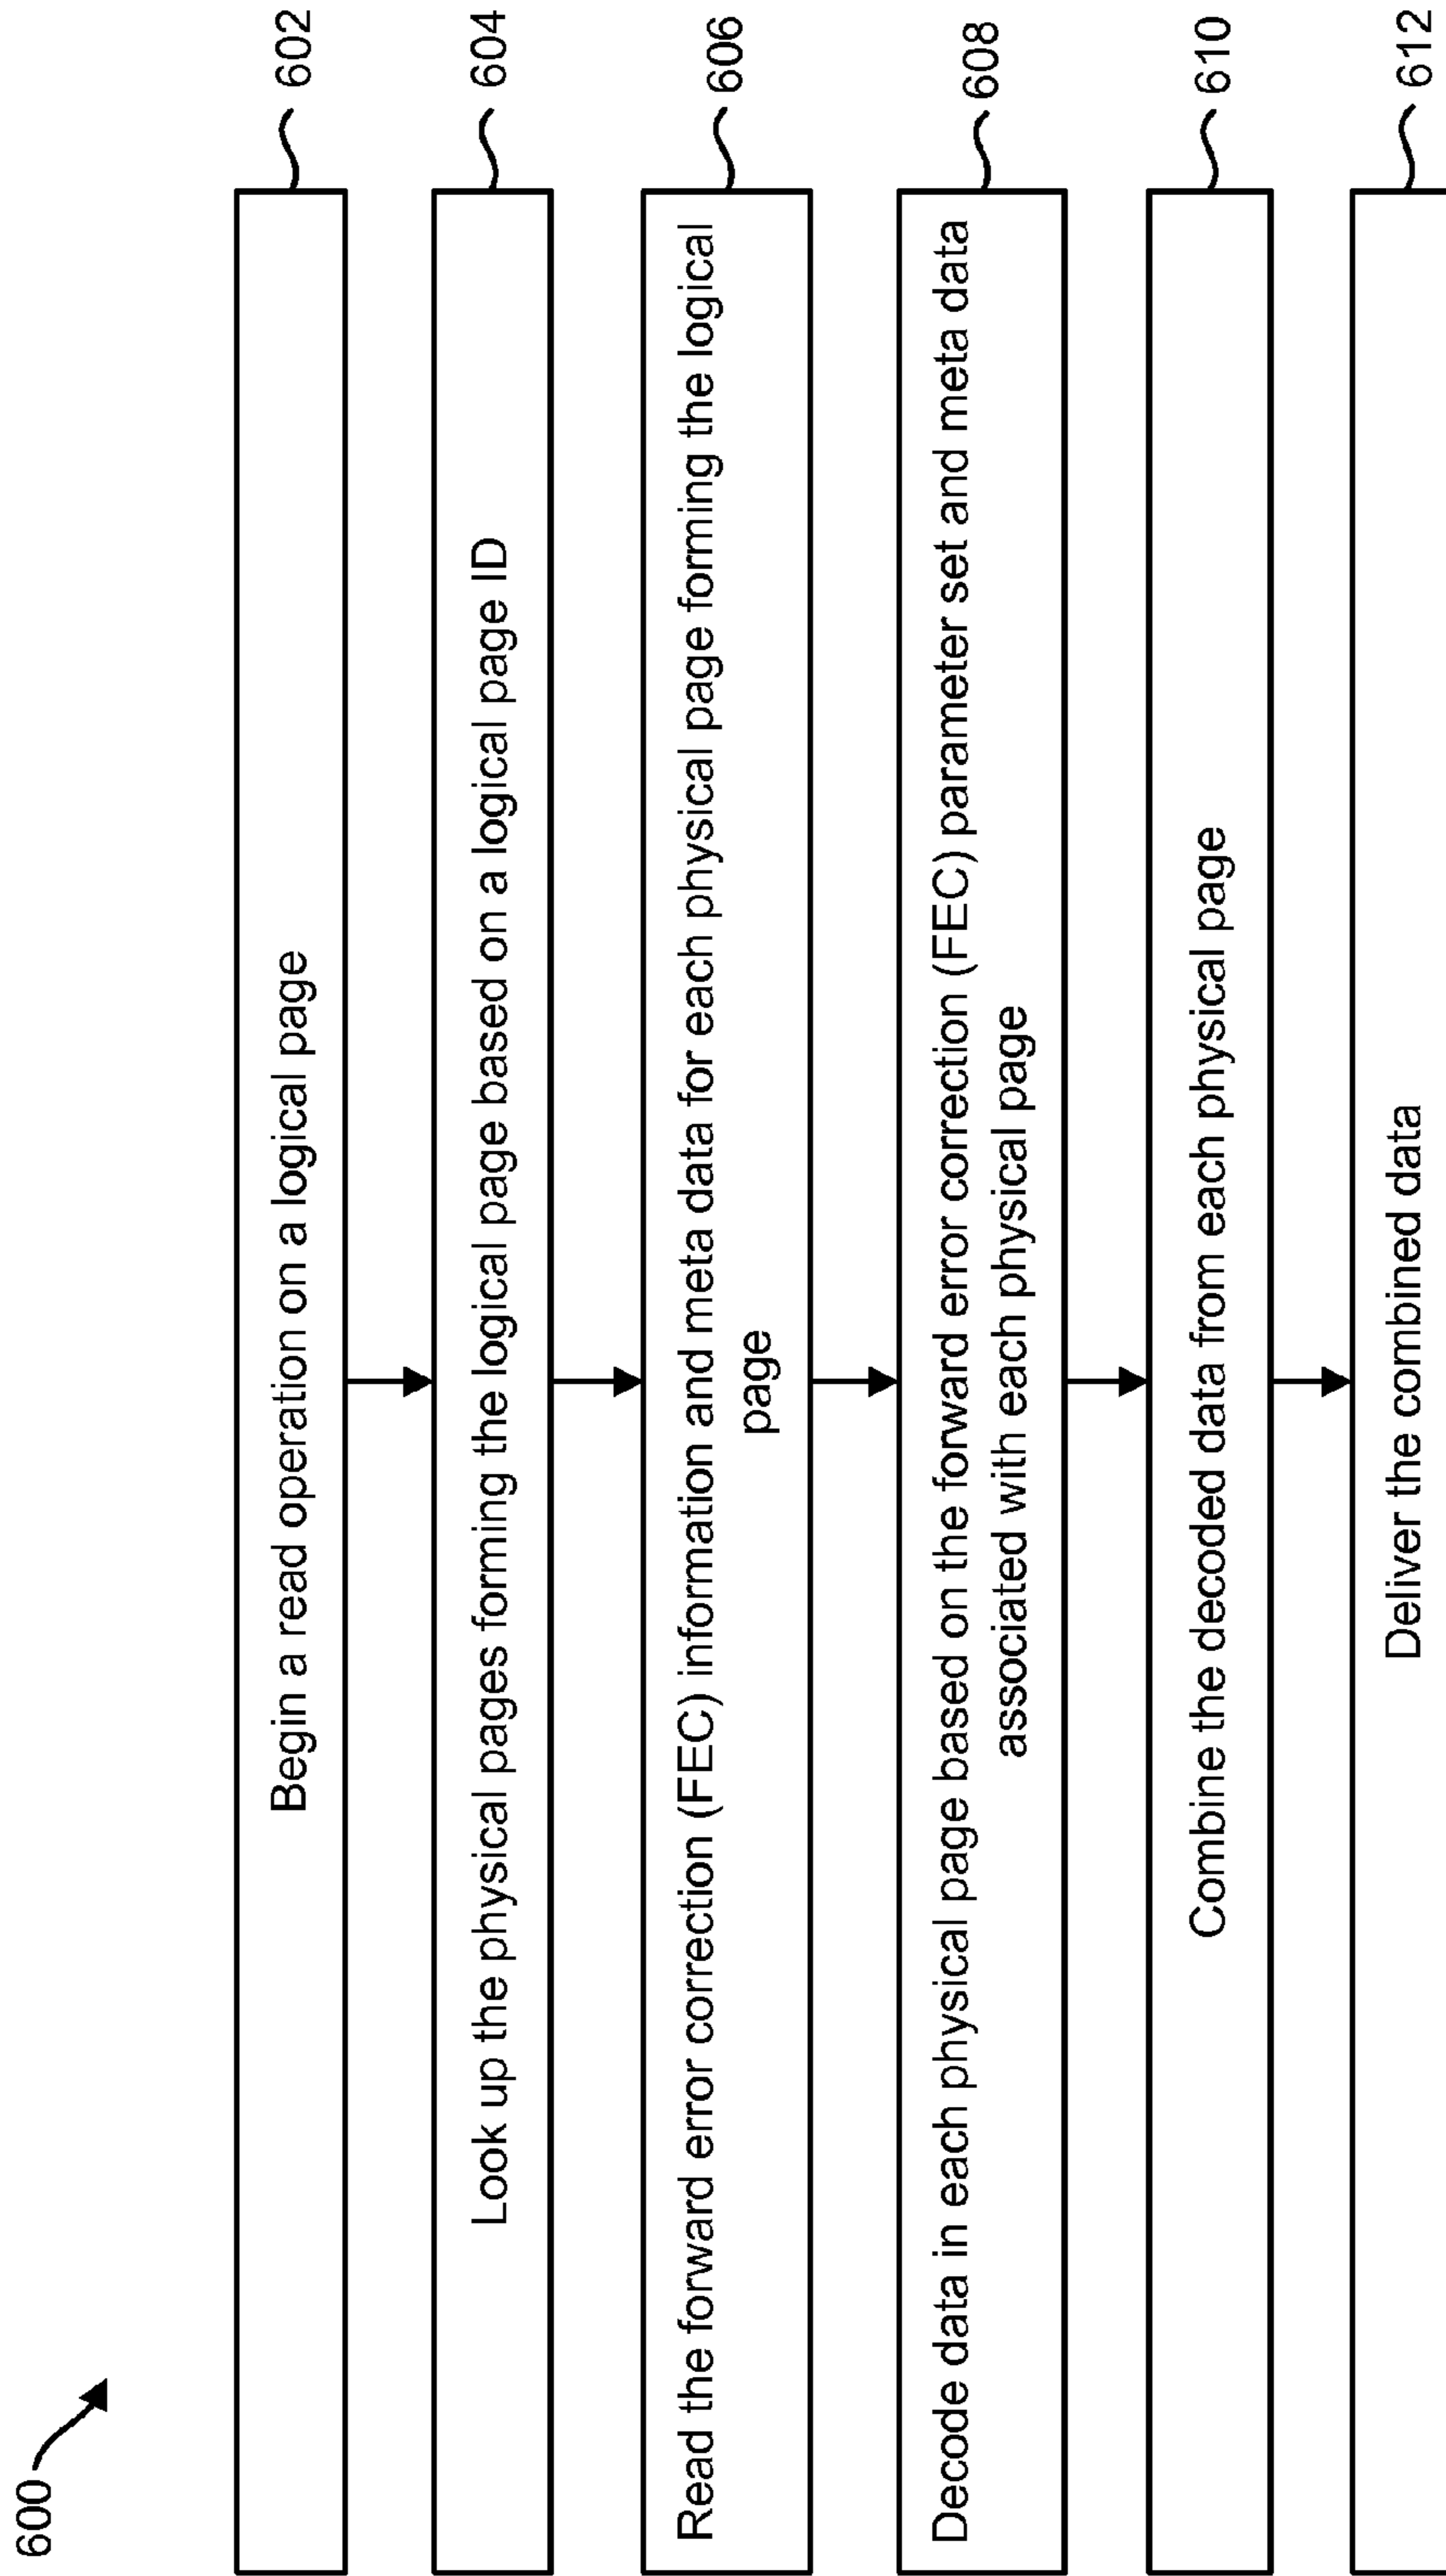 600
Begin a read operation on a logical page
602
Look up the physical pages forming the logical page based on a logical page ID
604
Read the forward error correction (FEC) information and meta data for each physical page forming the logical
page
606
Decode data in each physical page based on the forward error correction (FEC) parameter set and meta data
associated with each physical page
608
Combine the decoded data from each physical page
610
Deliver the combined data
612